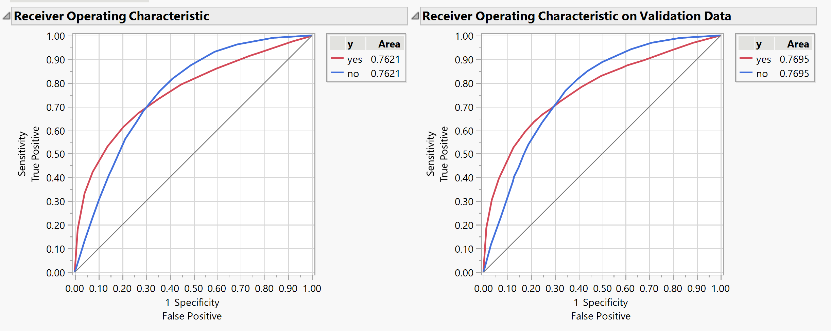 Receiver Operating Characteristic
1.00
0.90
0.80
0.70
0.60
0.50
0.40
0.30
0.20
0.10
0.00
Sensitivity
True Positive
0.00 0.10 0.20 0.30 0.40 0.50 0.60 0.70 0.80 0.90 1.00
1 Specificity
False Positive
y Area
yes 0.7621
no 0.7621
Receiver Operating Characteristic on Validation Data
1.00
0.90
0.80
0.70
0.60
0.50
0.40
0.30
0.20
0.10
0.00
Sensitivity
True Positive
0.00 0.10 0.20 0.30 0.40 0.50 0.60 0.70 0.80 0.90 1.00
1 Specificity
False Positive
y Area
yes 0.7695
no 0.7695